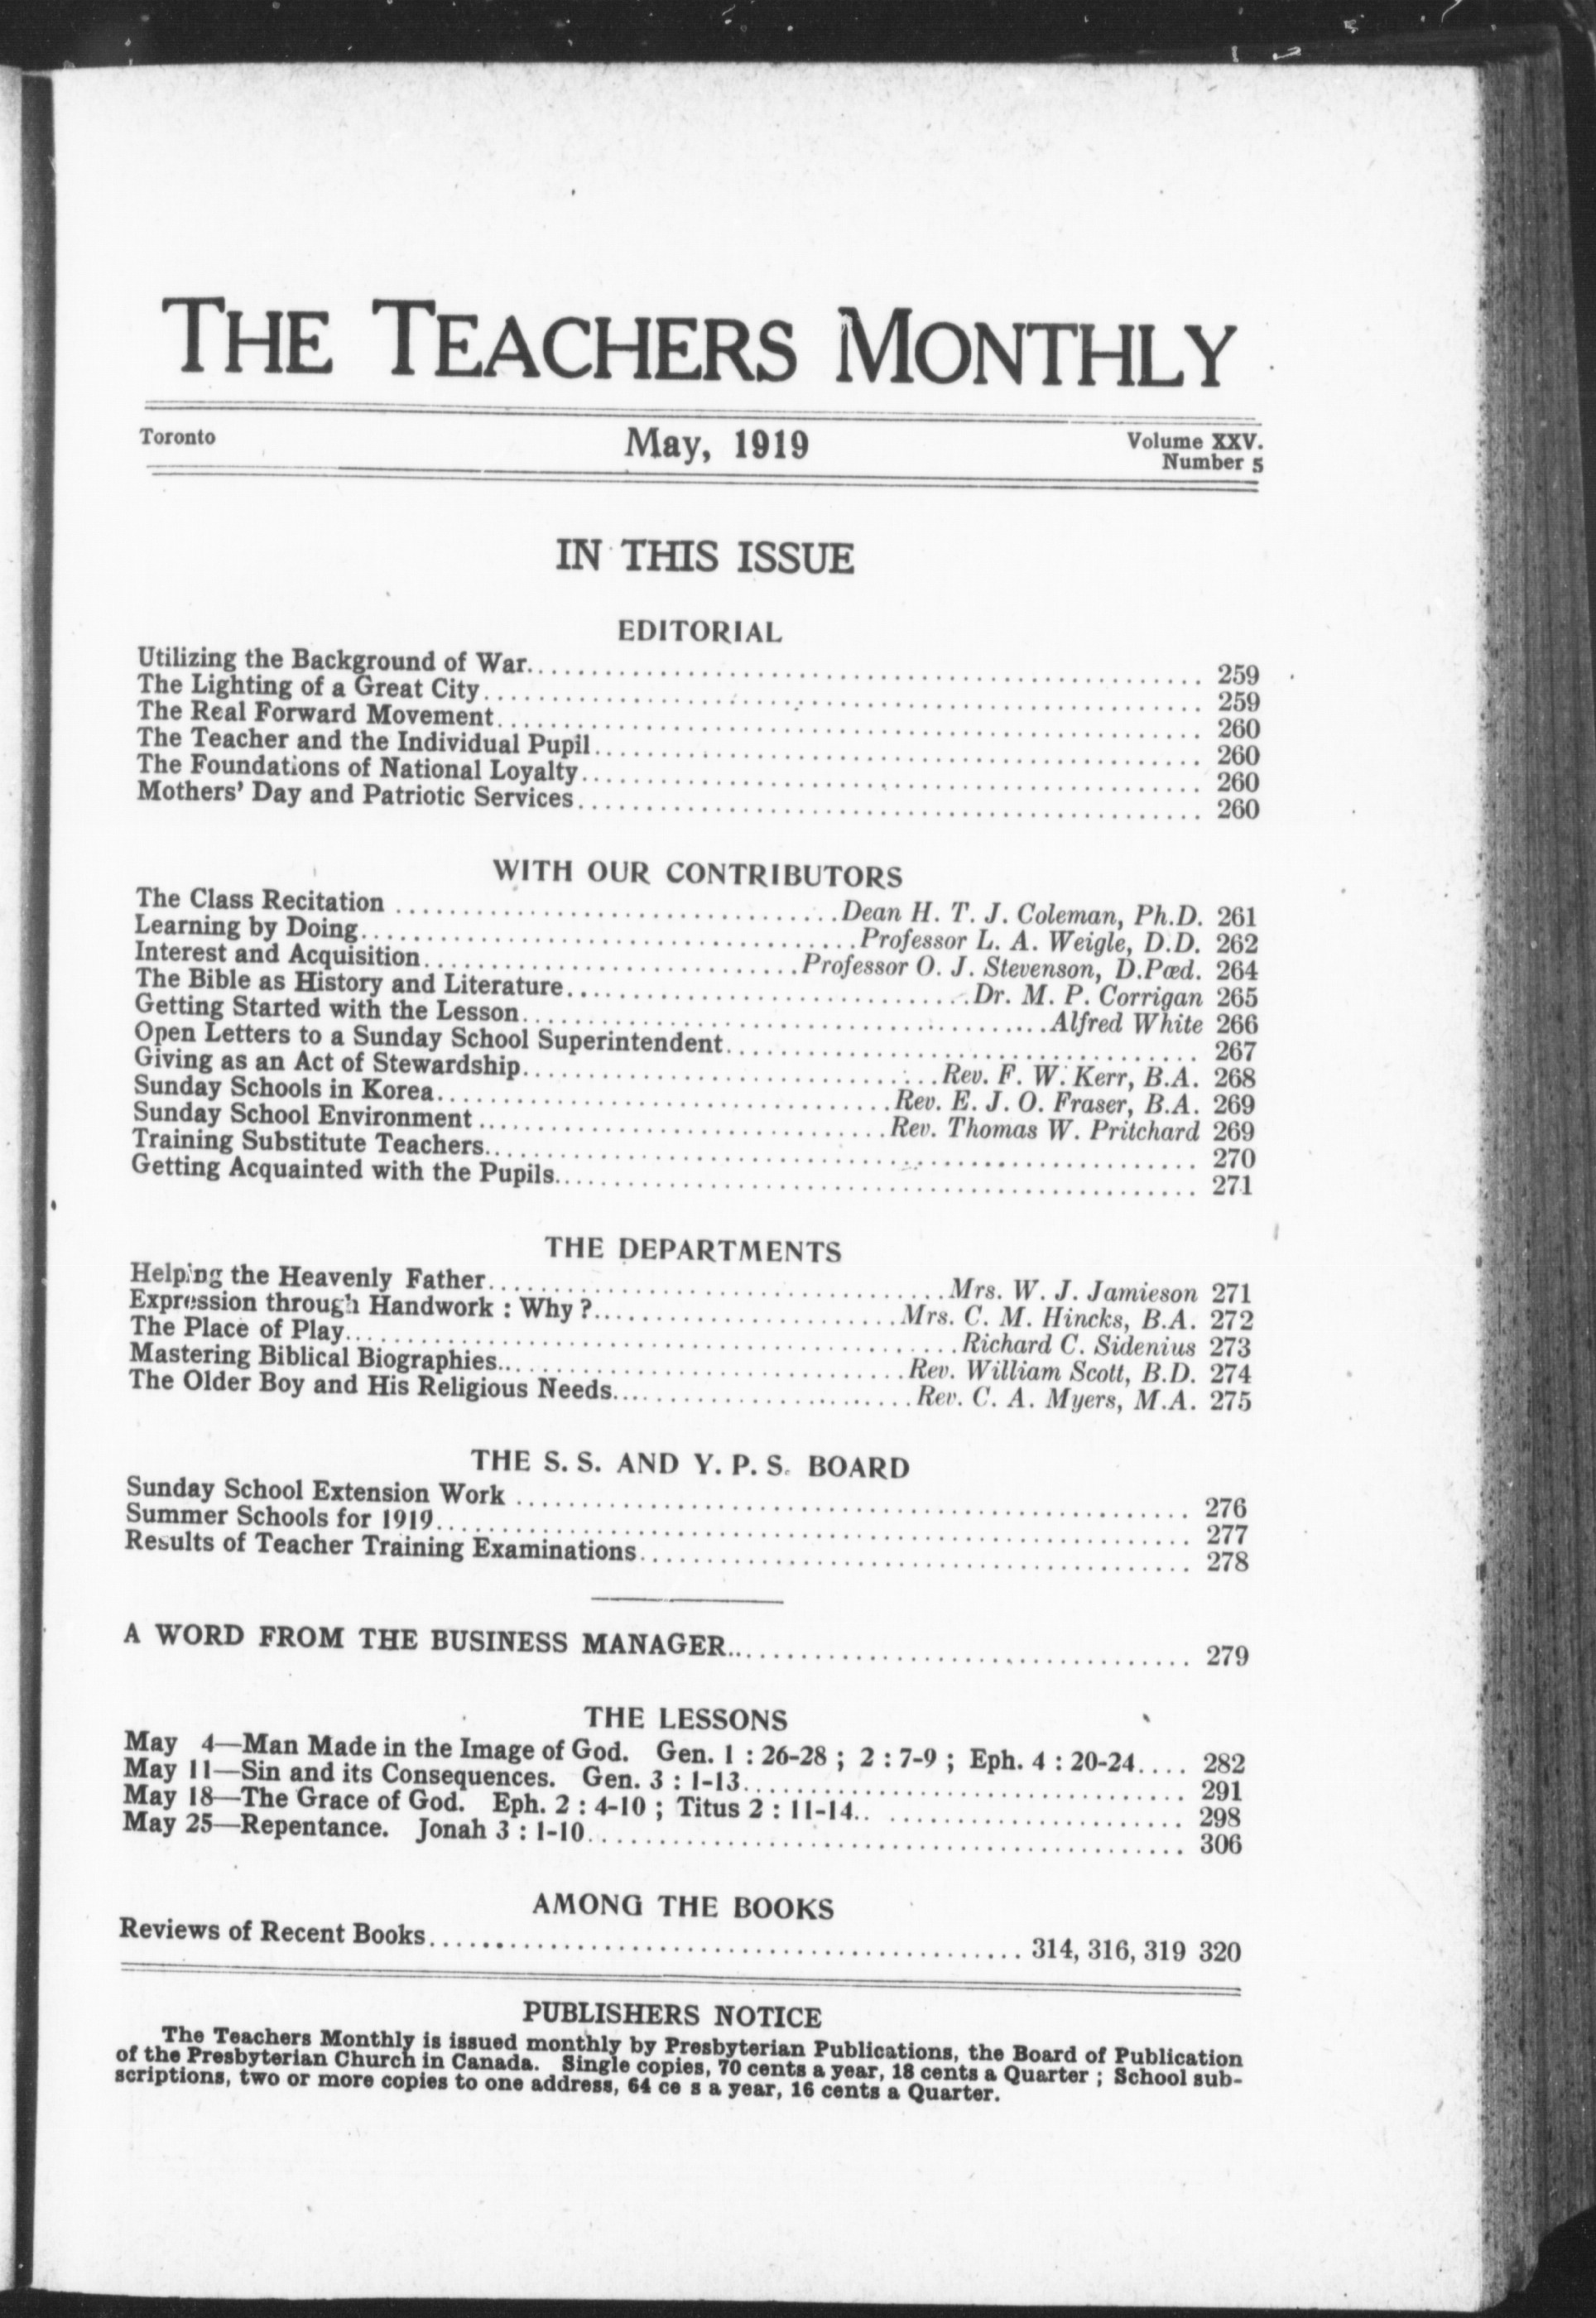 THE TEACHERS MONTHLY
Toronto May, 1919 Volume XXV.
Number 5
IN THIS ISSUE
EDITORIAL
Utilizing the Background of War.......... 259
The Lighting of a Great City.......... 259
The Real Forward Movement.......... 260
The Teacher and the Individual Pupil.......... 260
The Foundations of National Loyalty.......... 260
Mothers' Day and Patriotic Services.......... 260
WITH OUR CONTRIBUTORS
The Class Recitation .......... Dean H. T. J. Coleman, Ph.D. 261
Learning by Doing.......... Professor L. A. Weigle, D.D. 262
Interest and Acquisition.......... Professor O. J. Stevenson, D.Pæd. 264
The Bible as History and Literature.......... Dr. M. P. Corrigan 265
Getting Started with the Lesson.......... Alfred White 266
Open Letters to a Sunday School Superintendent.......... 267
Giving as an Act of Stewardship.......... Rev. F. W. Kerr, B.A. 268
Sunday Schools in Korea.......... Rev. E. J. O. Fraser, B.A. 269
Sunday School Environment.......... Rev. Thomas W. Pritchard 269
Training Substitute Teachers.......... 270
Getting Acquainted with the Pupils.......... 271
THE DEPARTMENTS
Helping the Heavenly Father.......... Mrs. W. J. Jamieson 271
Expression through Handwork : Why ?.......... Mrs. C. M. Hincks, B.A. 272
The Place of Play.......... Richard C. Sidenius 273
Mastering Biblical Biographies.......... Rev. William Scott, B.D. 274
The Older Boy and His Religious Needs.......... Rev. C. A. Myers, M.A. 275
THE S. S. AND Y. P. S. BOARD
Sunday School Extension Work .......... 276
Summer Schools for 1919.......... 277
Results of Teacher Training Examinations.......... 278
A WORD FROM THE BUSINESS MANAGER.......... 279
THE LESSONS
May 4—Man Made in the Image of God. Gen. 1 : 26-28 ; 2 : 7-9 ; Eph. 4 : 20-24.... 282
May 11—Sin and its Consequences. Gen. 3 : 1-13.......... 291
May 18—The Grace of God. Eph. 2 : 4-10 ; Titus 2 : 11-14.......... 298
May 25—Repentance. Jonah 3 : 1-10.......... 306
AMONG THE BOOKS
Reviews of Recent Books.......... 314, 316, 319 320
PUBLISHERS NOTICE
The Teachers Monthly is issued monthly by Presbyterian Publications, the Board of Publication
of the Presbyterian Church in Canada. Single copies, 70 cents a year, 18 cents a Quarter ; School sub-
scriptions, two or more copies to one address, 64 ce s a year, 16 cents a Quarter.